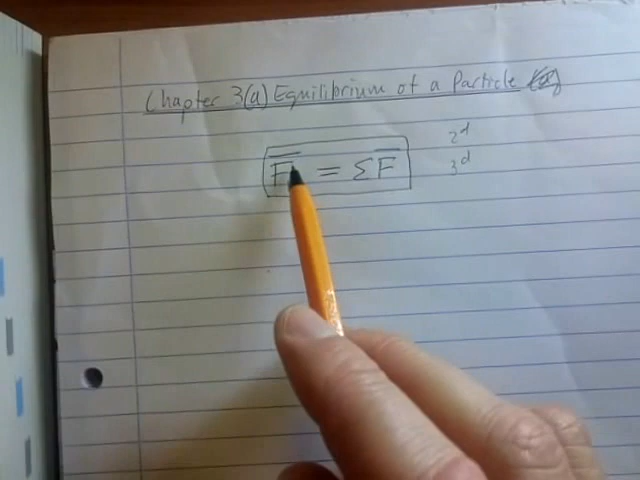 Chapter 3(a) Equilibrium of a Particle
F = ΣF
2d
3d